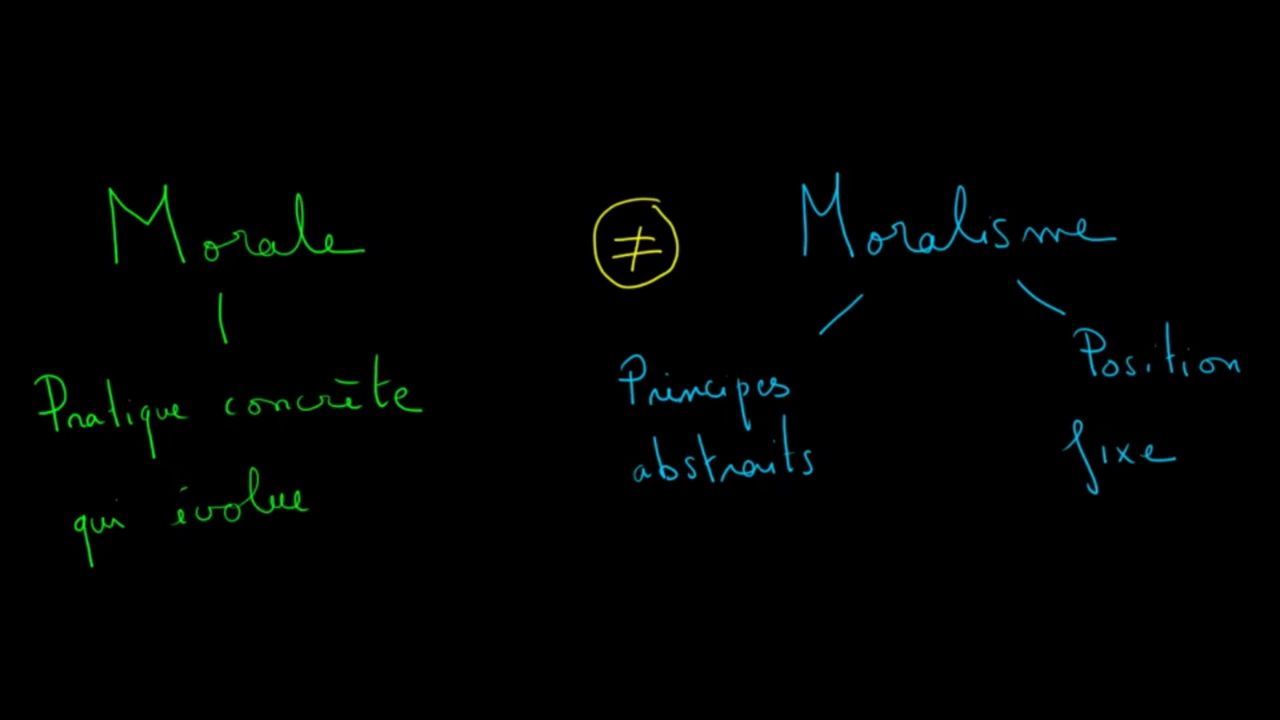 Morale
≠
Moralisme
Pratique concrète
qui évolue
Principes
abstraits
Position
fixe